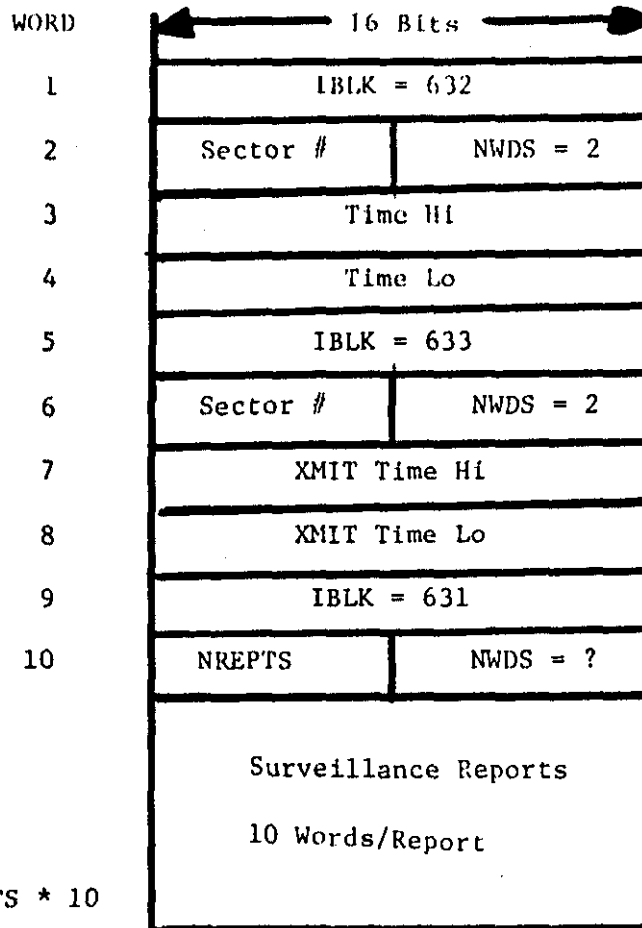 WORD 16 Bits
1 IBLK = 632
2 Sector # NWDS = 2
3 Time Hi
4 Time Lo
5 IBLK = 633
6 Sector # NWDS = 2
7 XMIT Time Hi
8 XMIT Time Lo
9 IBLK = 631
10 NREPTS NWDS = ?
Surveillance Reports
10 Words/Report
TS * 10